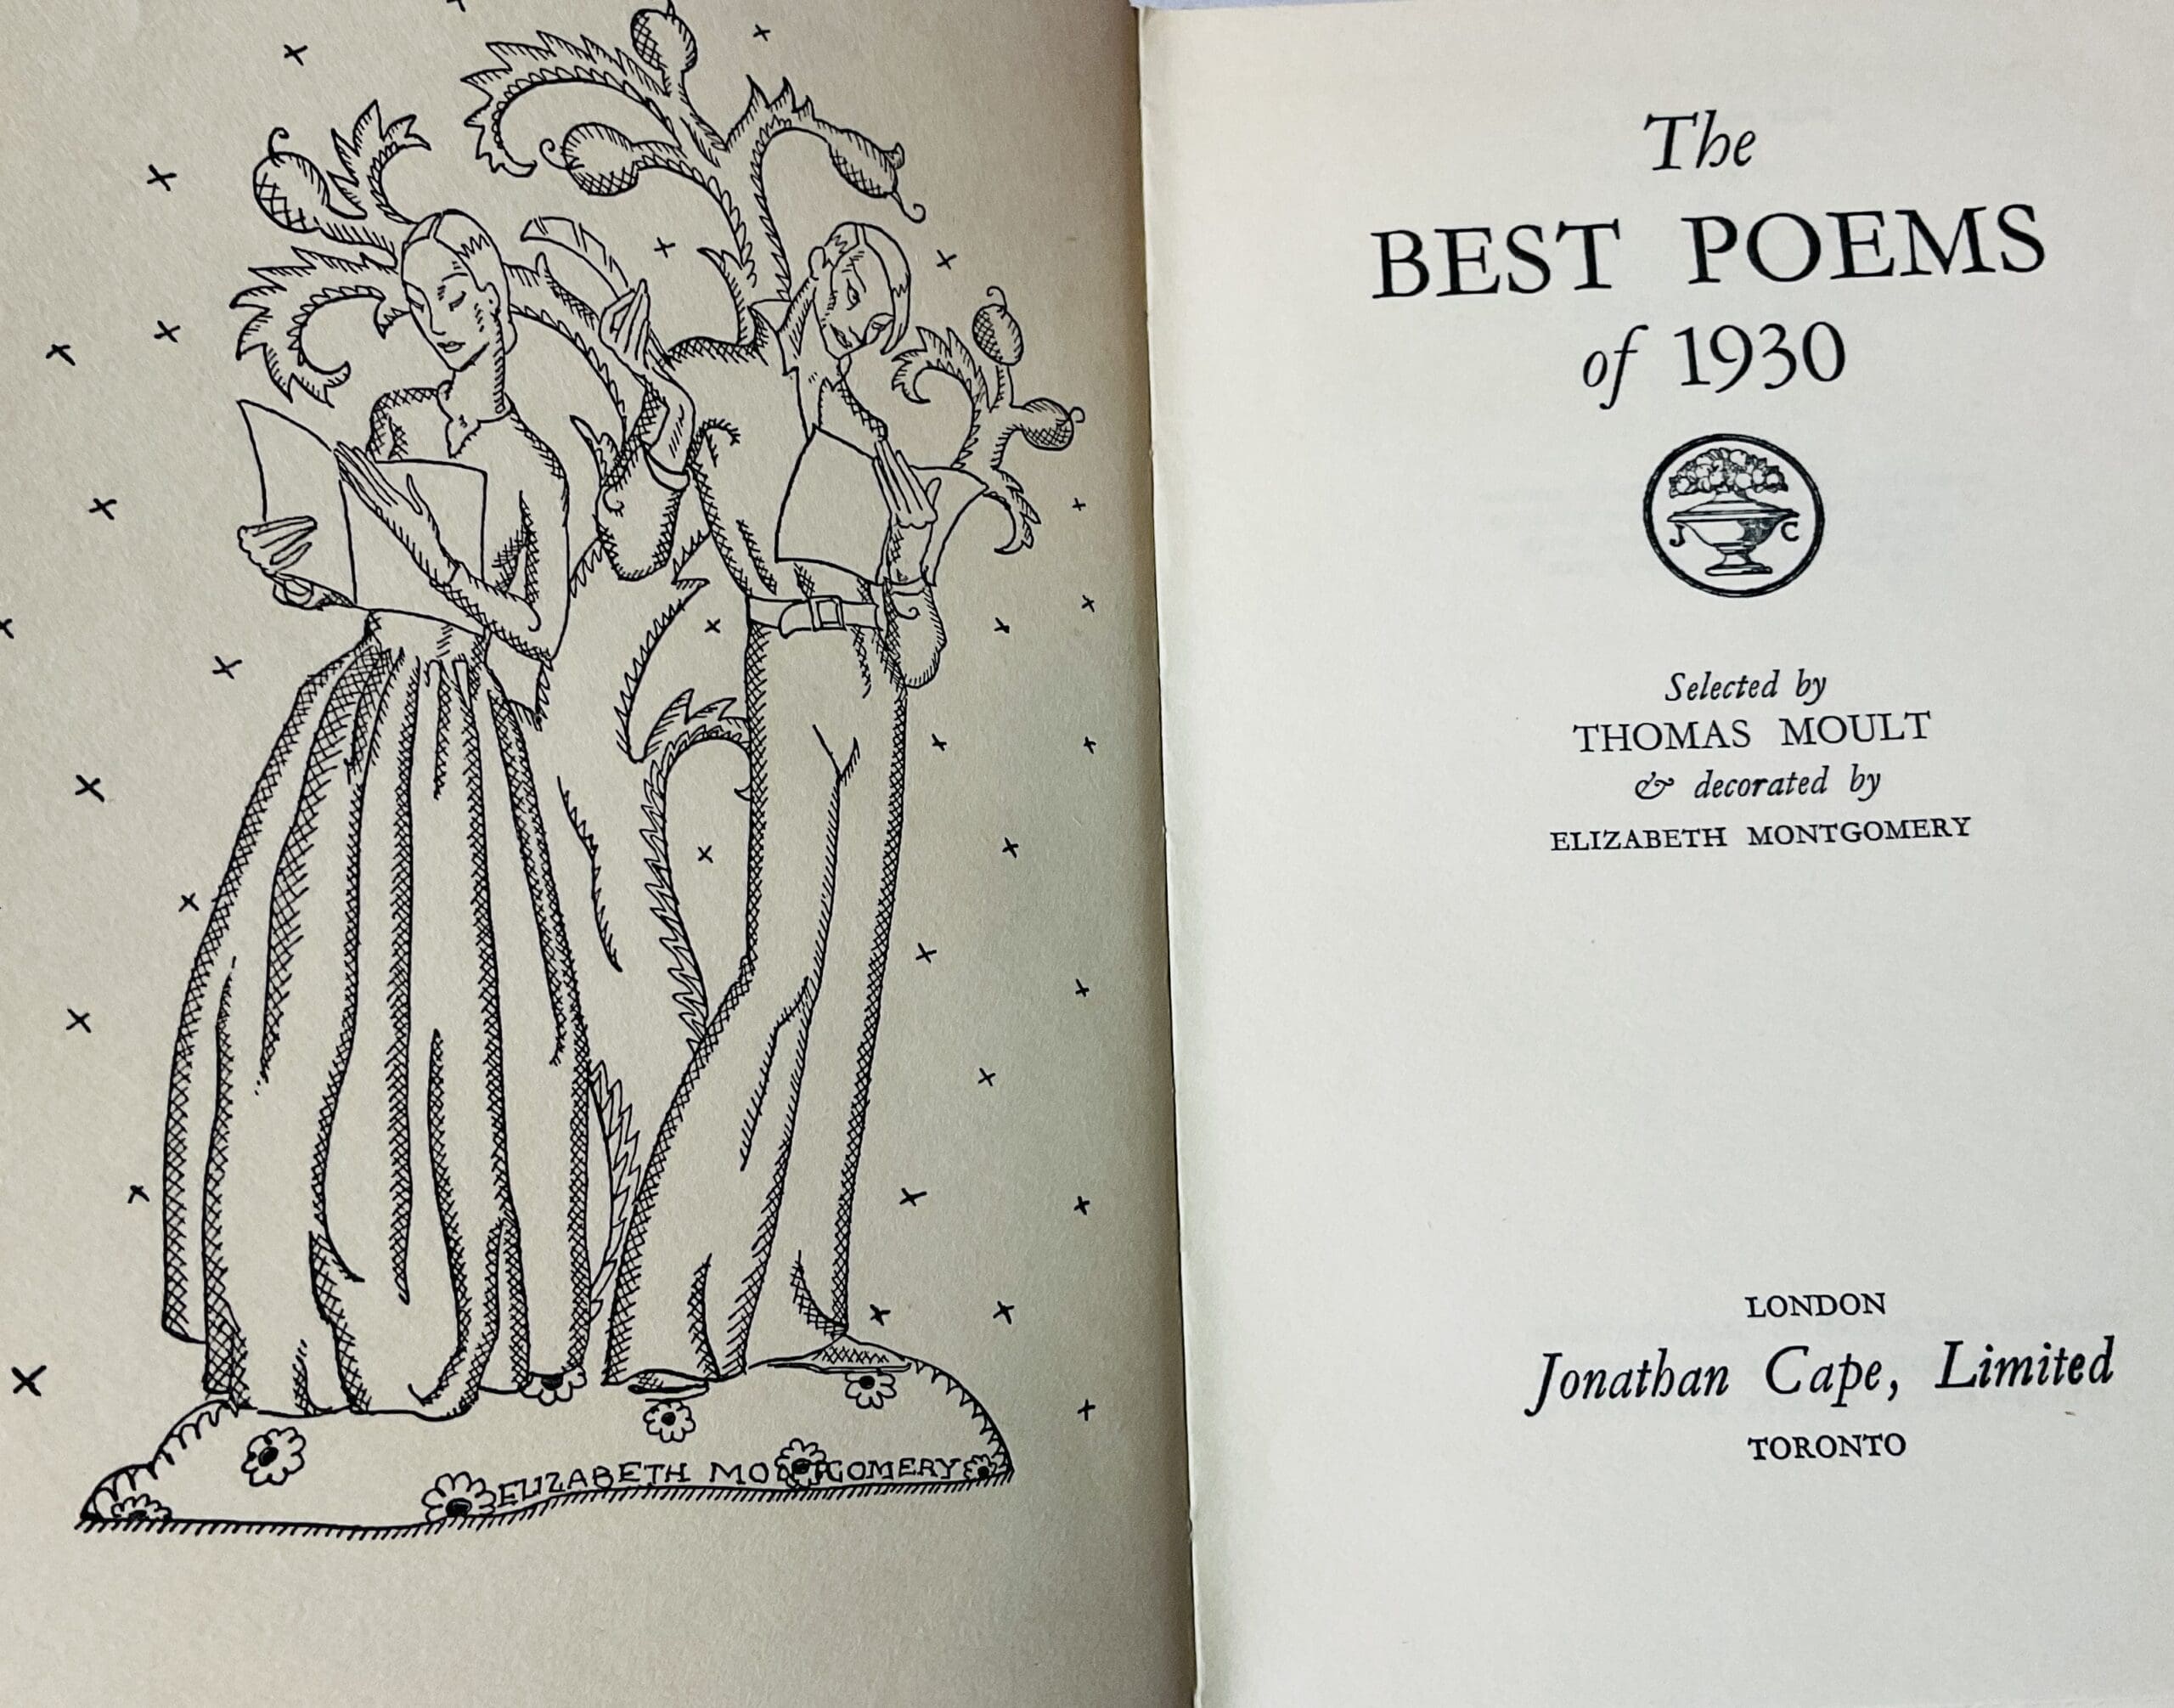 ELIZABETH MONTGOMERY
The
BEST POEMS
of 1930
J C
Selected by
THOMAS MOULT
& decorated by
ELIZABETH MONTGOMERY
LONDON
Jonathan Cape, Limited
TORONTO